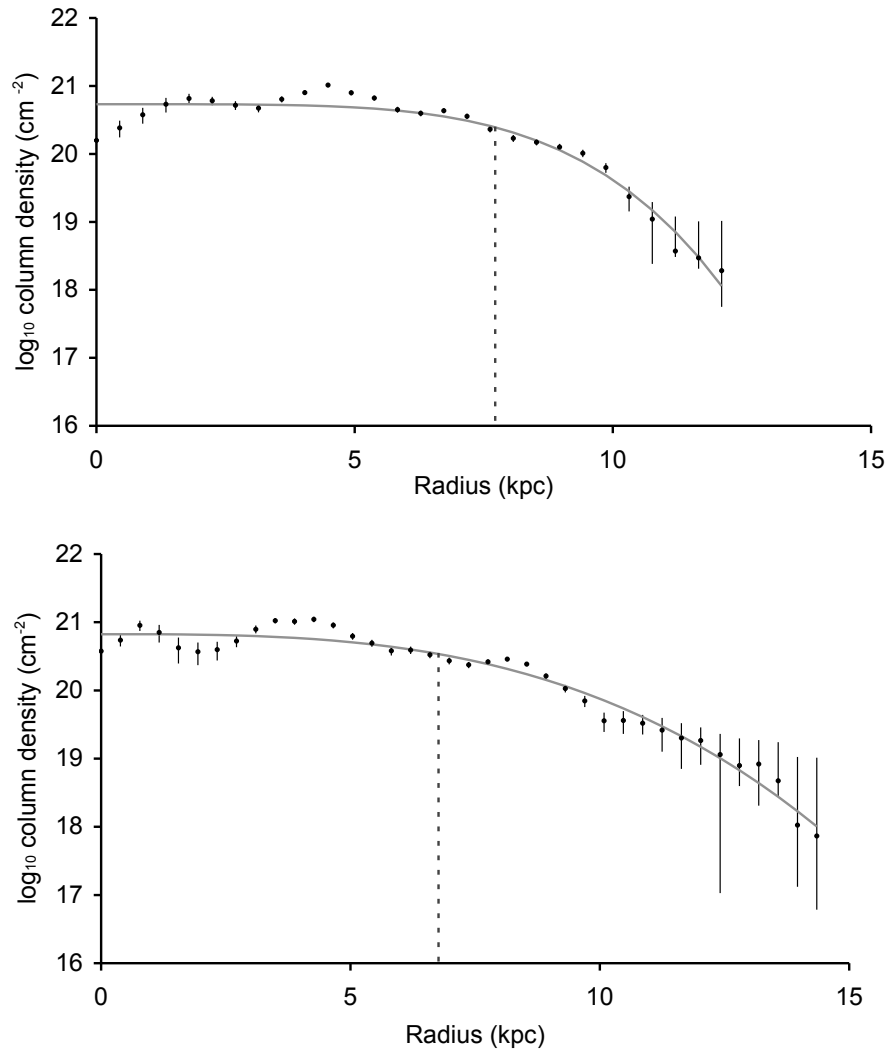 22
21
20
19
18
17
16
log₁₀ column density (cm⁻²)
0 5 10 15
Radius (kpc)
22
21
20
19
18
17
16
log₁₀ column density (cm⁻²)
0 5 10 15
Radius (kpc)